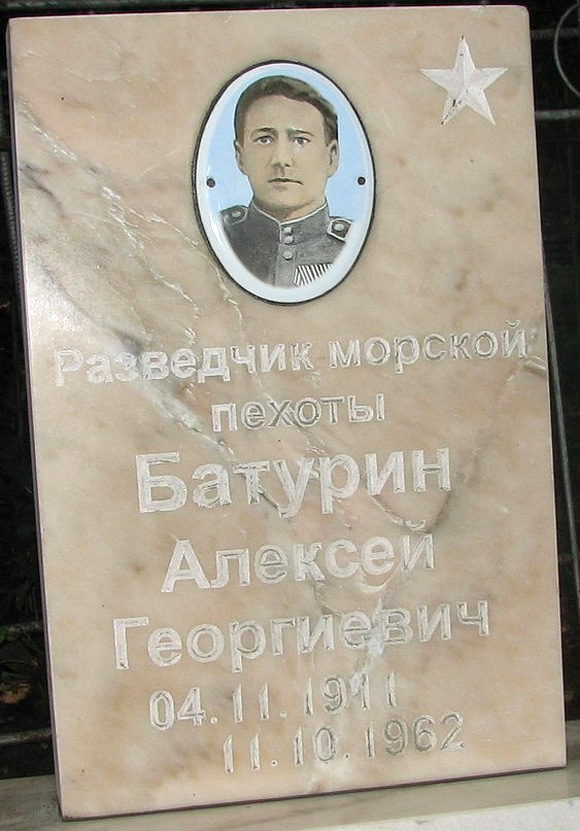 Разведчик морской
пехоты
Батурин
Алексей
Георгиевич
04.11.1911
11.10.1962